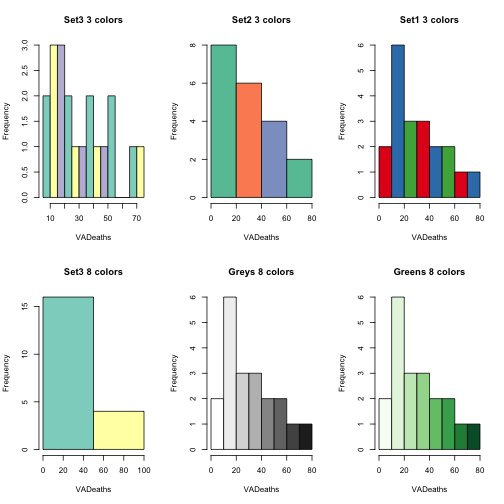 Set3 3 colors
Set2 3 colors
Set1 3 colors
Frequency
0.0 0.5 1.0 1.5 2.0 2.5 3.0
10 30 50 70
VADeaths
Frequency
0 2 4 6 8
0 20 40 60 80
VADeaths
Frequency
0 1 2 3 4 5 6
0 20 40 60 80
VADeaths
Set3 8 colors
Greys 8 colors
Greens 8 colors
Frequency
0 5 10 15
0 20 40 60 80 100
VADeaths
Frequency
0 1 2 3 4 5 6
0 20 40 60 80
VADeaths
Frequency
0 1 2 3 4 5 6
0 20 40 60 80
VADeaths